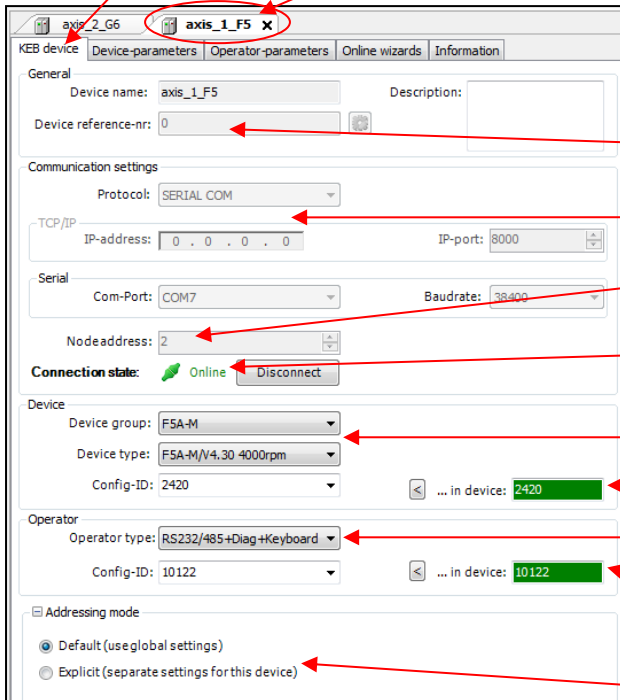 axis_2_G6 axis_1_F5 x
KEB device Device-parameters Operator-parameters Online wizards Information
General
Device name: axis_1_F5 Description:
Device reference-nr: 0
Communication settings
Protocol: SERIAL COM
TCP/IP
IP-address: 0 . 0 . 0 . 0 IP-port: 8000
Serial
Com-Port: COM7 Baudrate: 38400
Nodeaddress: 2
Connection state: Online Disconnect
Device
Device group: F5A-M
Device type: F5A-M/V4.30 4000rpm
Config-ID: 2420 < ... in device: 2420
Operator
Operator type: RS232/485+Diag+Keyboard
Config-ID: 10122 < ... in device: 10122
Addressing mode
Default (use global settings)
Explicit (separate settings for this device)